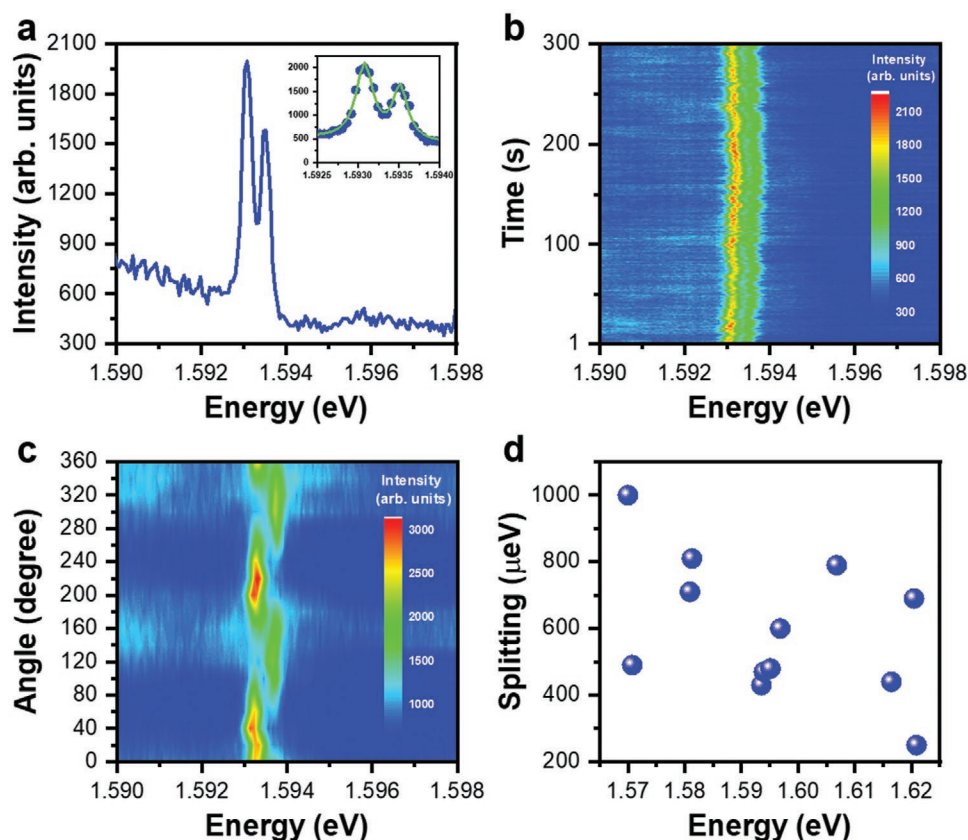 a
2100
1800
1500
1200
900
600
300
Intensity (arb. units)
1.590 1.592 1.594 1.596 1.598
Energy (eV)
2000
1500
1000
500
0
1.5925 1.5930 1.5935 1.5940
b
300
200
100
1
Time (s)
1.590 1.592 1.594 1.596 1.598
Energy (eV)
Intensity
(arb. units)
2100
1800
1500
1200
900
600
300
c
360
320
280
240
200
160
120
80
40
0
Angle (degree)
1.590 1.592 1.594 1.596 1.598
Energy (eV)
Intensity
(arb. units)
3000
2500
2000
1500
1000
d
1000
800
600
400
200
Splitting (μeV)
1.57 1.58 1.59 1.60 1.61 1.62
Energy (eV)